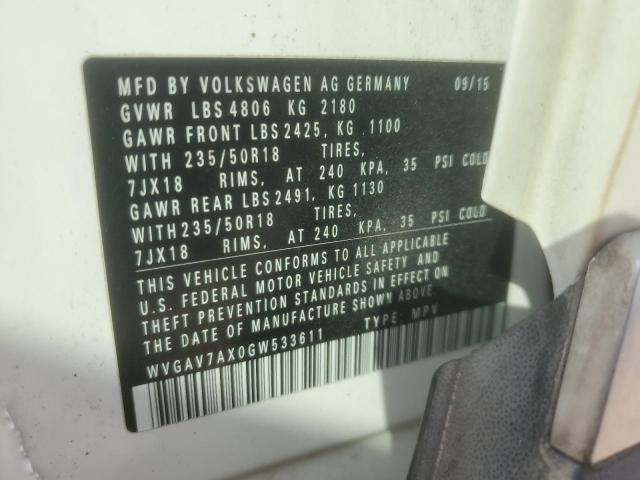 MFD BY VOLKSWAGEN AG GERMANY 09/15
GVWR LBS 4806 KG 2180
GAWR FRONT LBS 2425, KG 1100
WITH 235/50R18 TIRES,
7JX18 RIMS, AT 240 KPA, 35 PSI COLD
GAWR REAR LBS 2491, KG 1130
WITH 235/50R18 TIRES,
7JX18 RIMS, AT 240 KPA, 35 PSI COLD
THIS VEHICLE CONFORMS TO ALL APPLICABLE
U.S. FEDERAL MOTOR VEHICLE SAFETY AND
THEFT PREVENTION STANDARDS IN EFFECT ON
THE DATE OF MANUFACTURE SHOWN ABOVE
WVGAV7AX0GW533611 TYPE: MPV